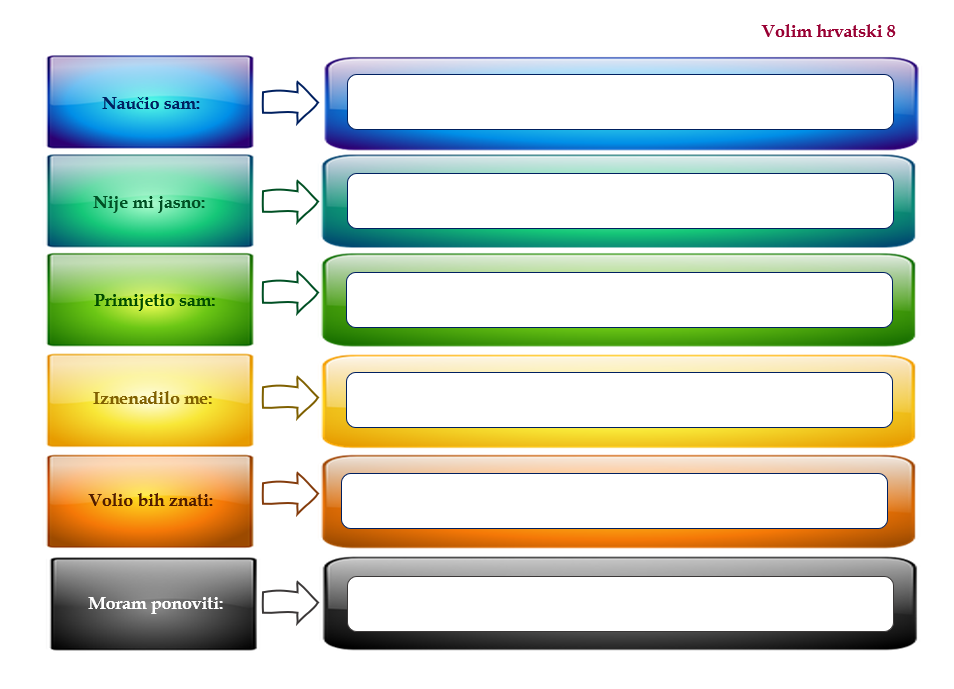 Volim hrvatski 8
Naučio sam:
Nije mi jasno:
Primijetio sam:
Iznenadilo me:
Volio bih znati:
Moram ponoviti: